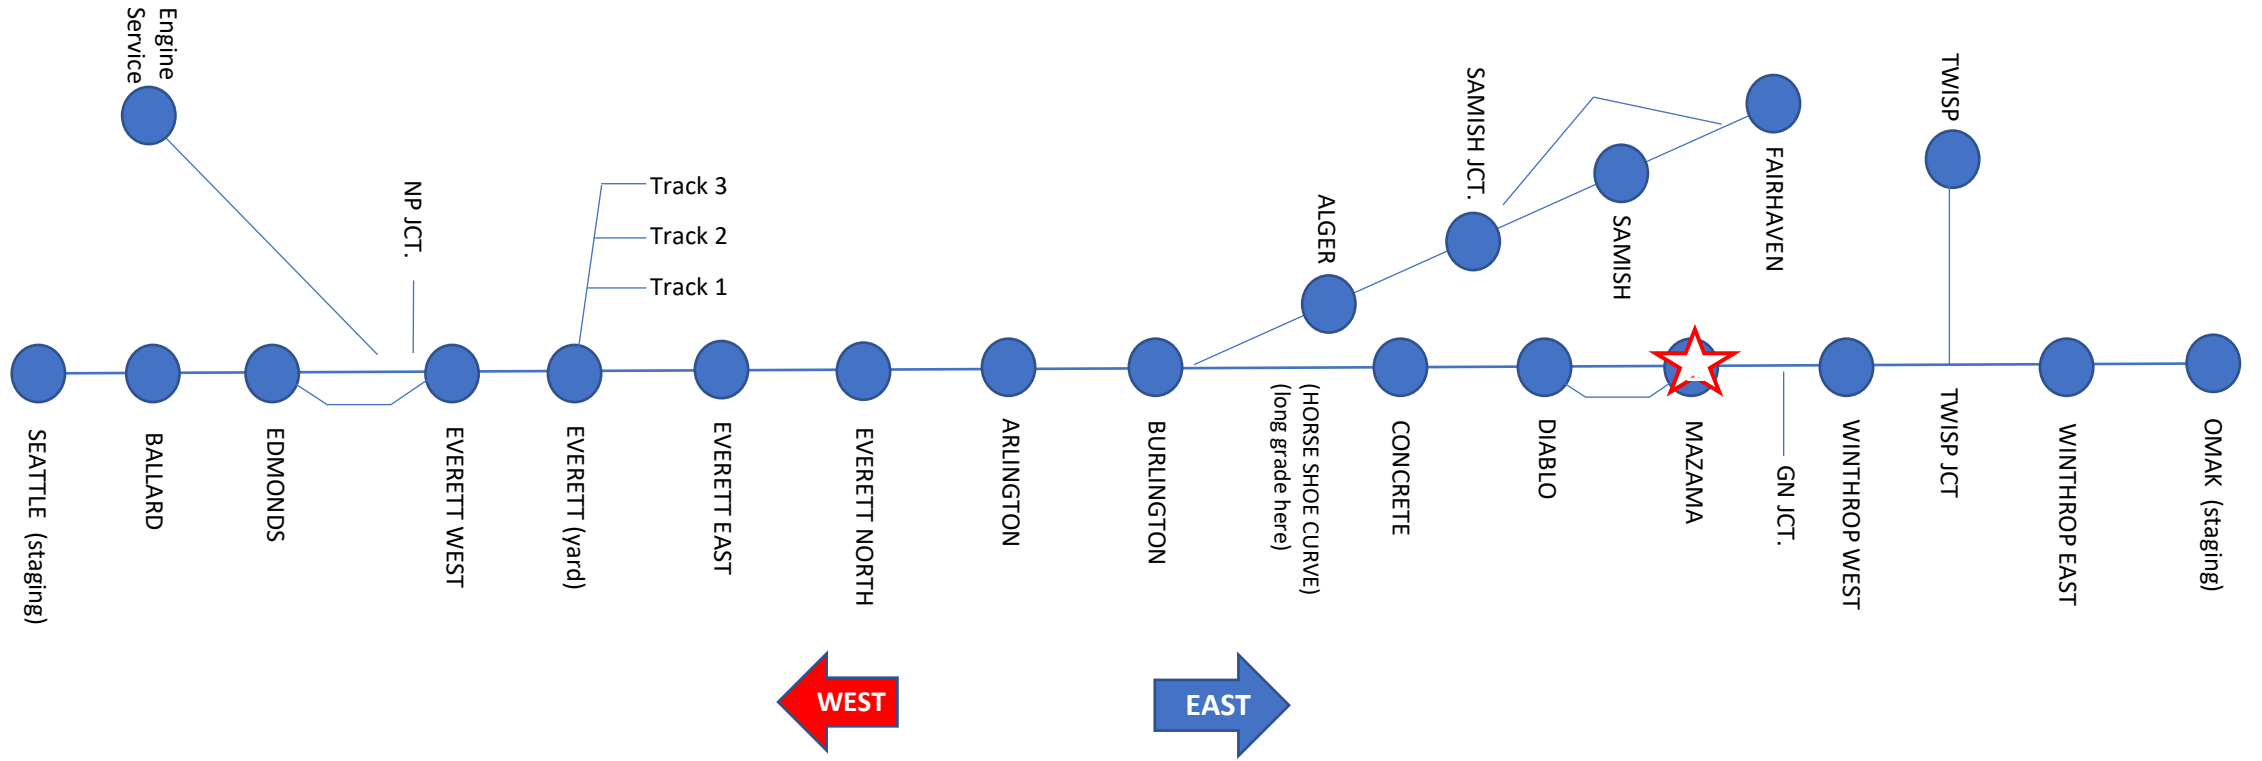 Engine
Service
NP JCT.
Track 3
Track 2
Track 1
ALGER
SAMISH JCT.
SAMISH
FAIRHAVEN
TWISP
SEATTLE (staging)
BALLARD
EDMONDS
EVERETT WEST
EVERETT (yard)
EVERETT EAST
EVERETT NORTH
ARLINGTON
BURLINGTON
(HORSE SHOE CURVE)
(long grade here)
CONCRETE
DIABLO
MAZAMA
GN JCT.
WINTHROP WEST
TWISP JCT
WINTHROP EAST
OMAK (staging)
WEST
EAST